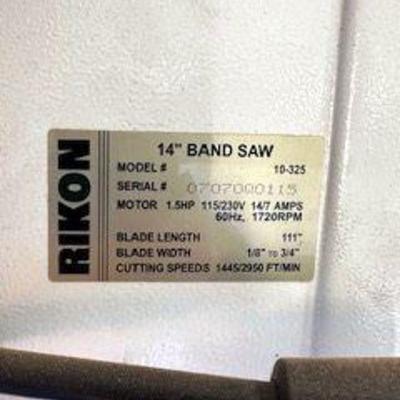 RIKON
14" BAND SAW
MODEL # 10-325
SERIAL # 0707000115
MOTOR 1.5HP 115/230V 14/7 AMPS
60Hz, 1720RPM
BLADE LENGTH 111"
BLADE WIDTH 1/8" TO 3/4"
CUTTING SPEED/S 1445/2950 FT/MIN